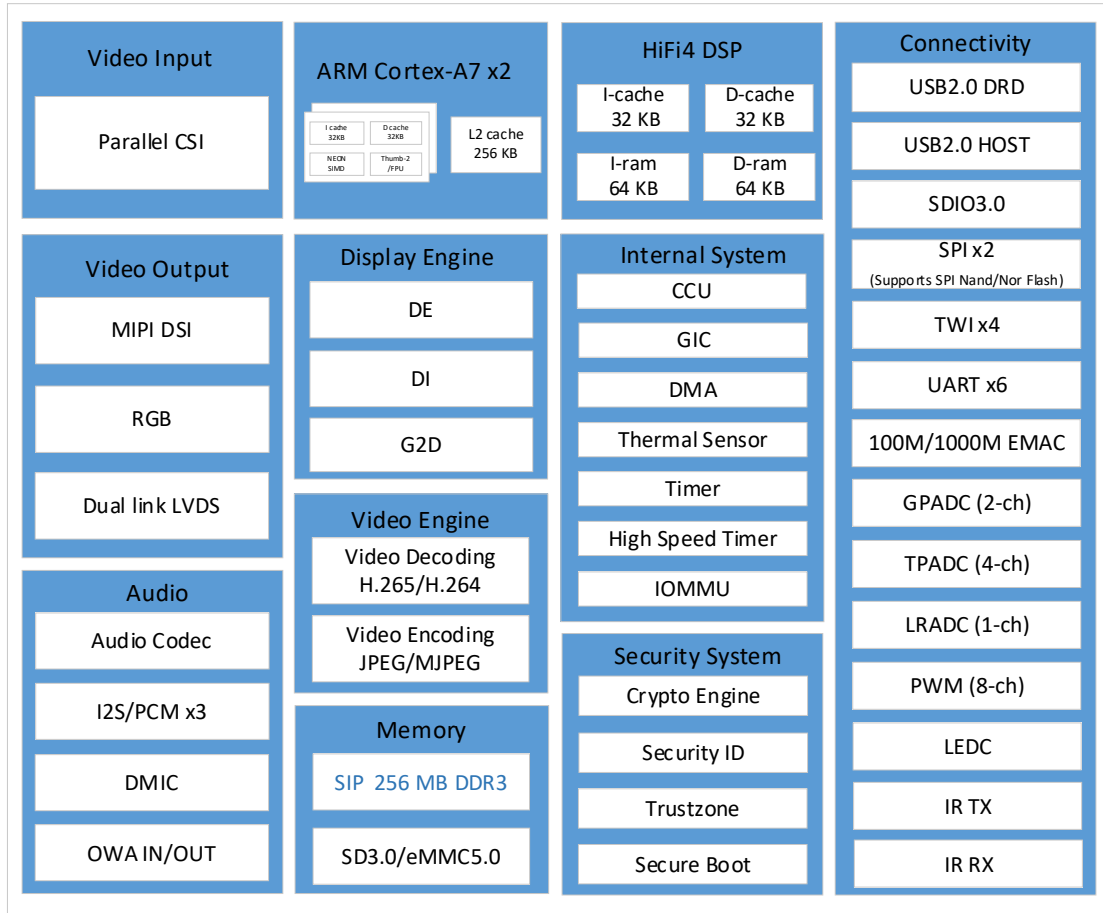 Video Input
Parallel CSI
ARM Cortex-A7 x2
I cache
32KB
D cache
32KB
NEON
SIMD
Thumb-2
/FPU
L2 cache
256 KB
HiFi4 DSP
I-cache
32 KB
D-cache
32 KB
I-ram
64 KB
D-ram
64 KB
Connectivity
USB2.0 DRD
USB2.0 HOST
SDIO3.0
SPI x2
(Supports SPI Nand/Nor Flash)
TWI x4
UART x6
100M/1000M EMAC
GPADC (2-ch)
TPADC (4-ch)
LRADC (1-ch)
PWM (8-ch)
LEDC
IR TX
IR RX
Video Output
MIPI DSI
RGB
Dual link LVDS
Display Engine
DE
DI
G2D
Internal System
CCU
GIC
DMA
Thermal Sensor
Timer
High Speed Timer
IOMMU
Video Engine
Video Decoding
H.265/H.264
Video Encoding
JPEG/MJPEG
Audio
Audio Codec
I2S/PCM x3
DMIC
OWA IN/OUT
Memory
SIP 256 MB DDR3
SD3.0/eMMC5.0
Security System
Crypto Engine
Security ID
Trustzone
Secure Boot